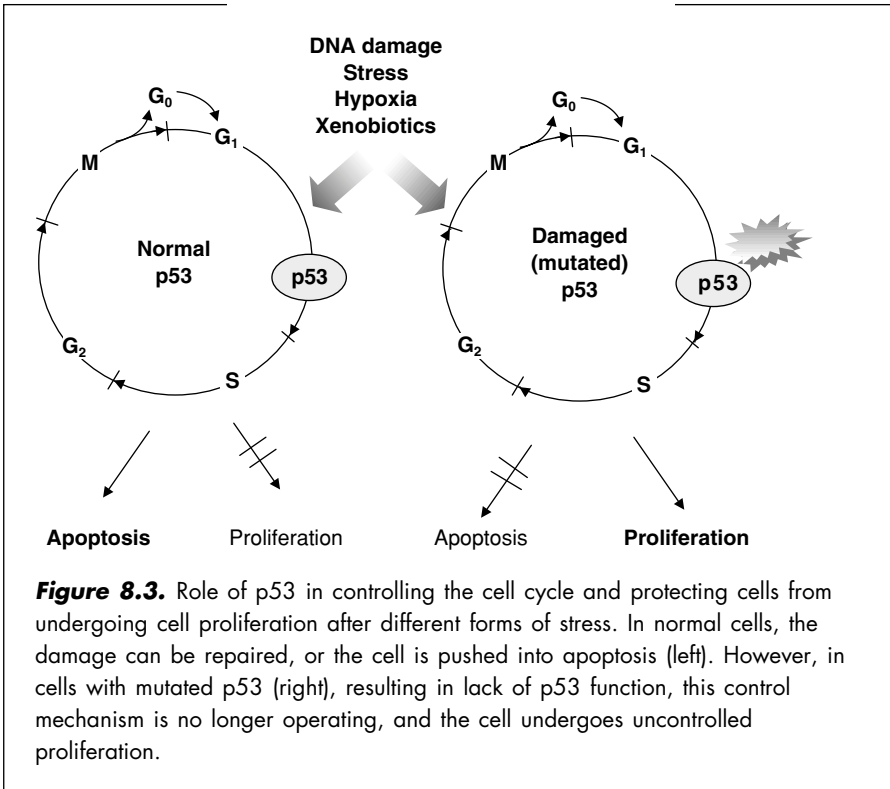 DNA damage
Stress
Hypoxia
Xenobiotics
G₀
G₁
M
Normal
p53
p53
G₂
S
Apoptosis
Proliferation
G₀
G₁
M
Damaged
(mutated)
p53
p53
G₂
S
Apoptosis
Proliferation
Figure 8.3. Role of p53 in controlling the cell cycle and protecting cells from
undergoing cell proliferation after different forms of stress. In normal cells, the
damage can be repaired, or the cell is pushed into apoptosis (left). However, in
cells with mutated p53 (right), resulting in lack of p53 function, this control
mechanism is no longer operating, and the cell undergoes uncontrolled
proliferation.